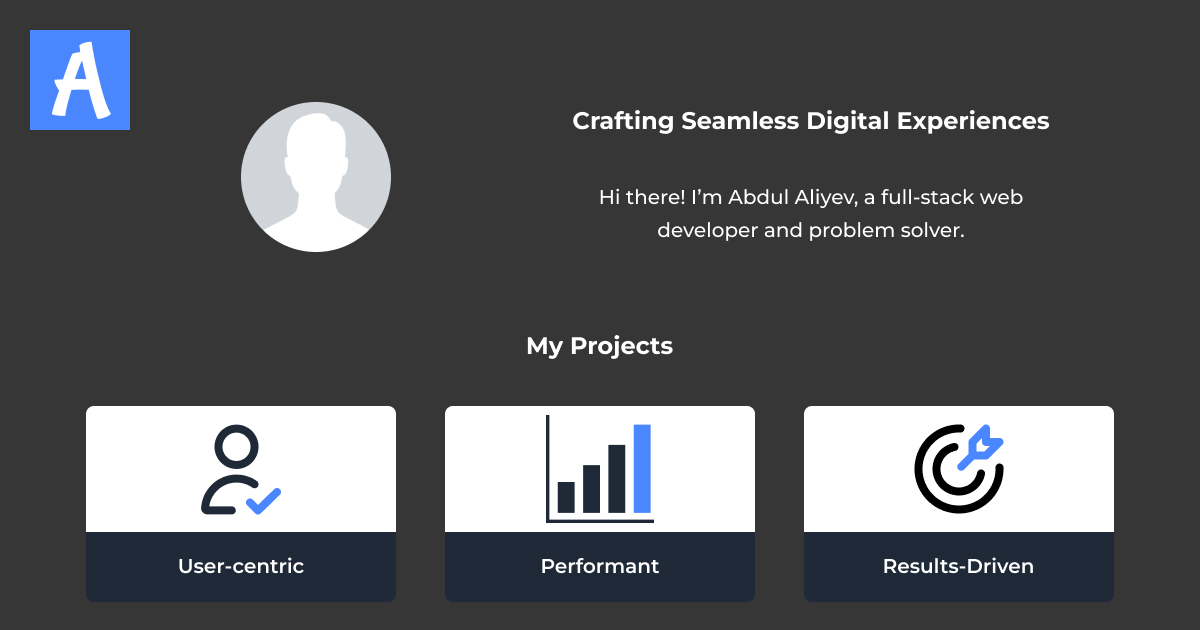 A
Crafting Seamless Digital Experiences
Hi there! I’m Abdul Aliyev, a full-stack web
developer and problem solver.
My Projects
User-centric
Performant
Results-Driven